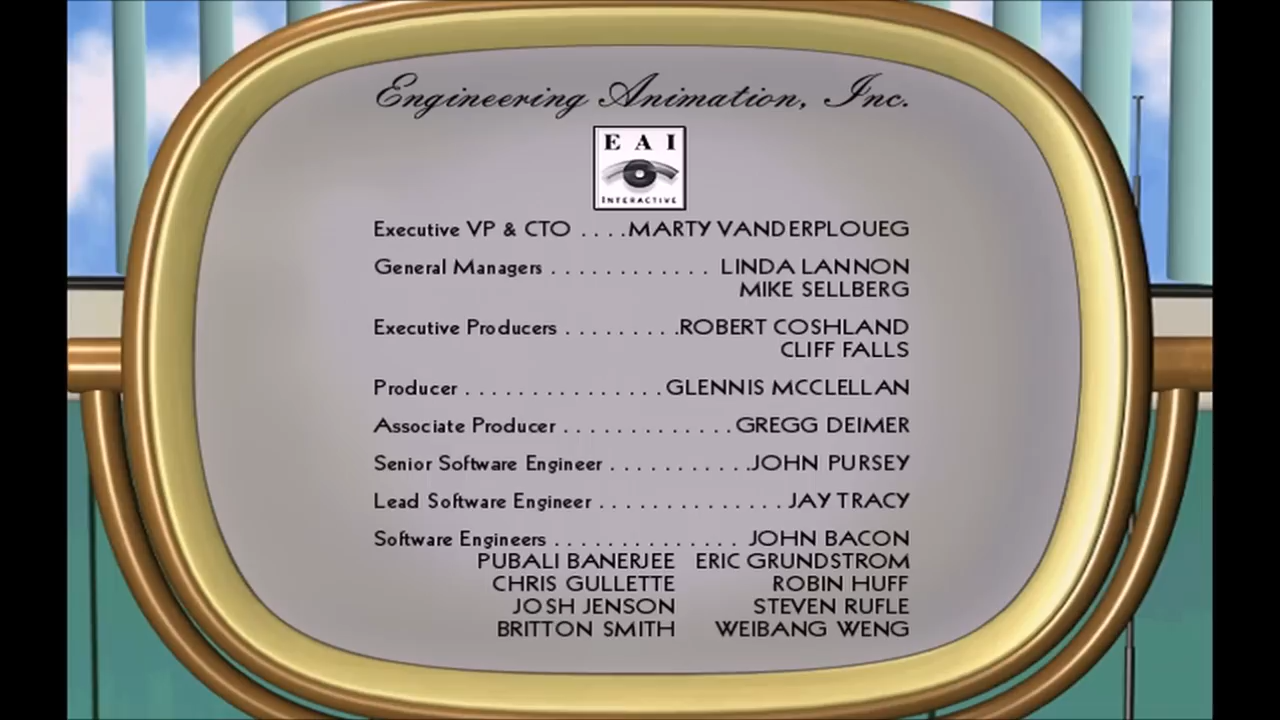 Engineering Animation, Inc.
E A I
INTERACTIVE
Executive VP & CTO . . . . MARTY VANDERPLOUEG
General Managers . . . . . . . . . . . . LINDA LANNON
MIKE SELLBERG
Executive Producers . . . . . . . . .ROBERT COSHLAND
CLIFF FALLS
Producer . . . . . . . . . . . . . . . GLENNIS MCCLELLAN
Associate Producer . . . . . . . . . . . . . GREGG DEIMER
Senior Software Engineer . . . . . . . . . . .JOHN PURSEY
Lead Software Engineer . . . . . . . . . . . . . . JAY TRACY
Software Engineers . . . . . . . . . . . . . . JOHN BACON
PUBALI BANERJEE ERIC GRUNDSTROM
CHRIS GULLETTE ROBIN HUFF
JOSH JENSON STEVEN RUFLE
BRITTON SMITH WEIBANG WENG